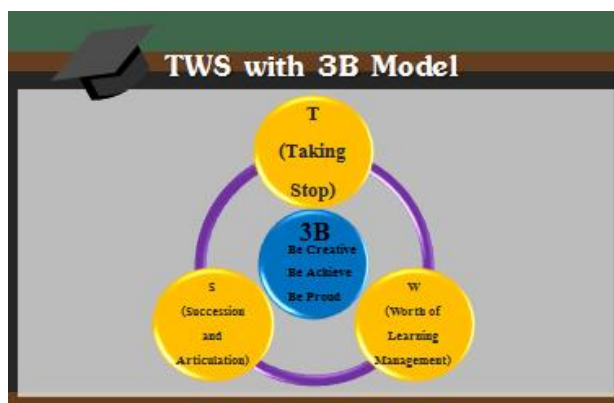 TWS with 3B Model
T
(Taking
Stop)
3B
Be Creative
Be Achieve
Be Proud
S
(Succession
and
Articulation)
W
(Worth of
Learning
Management)